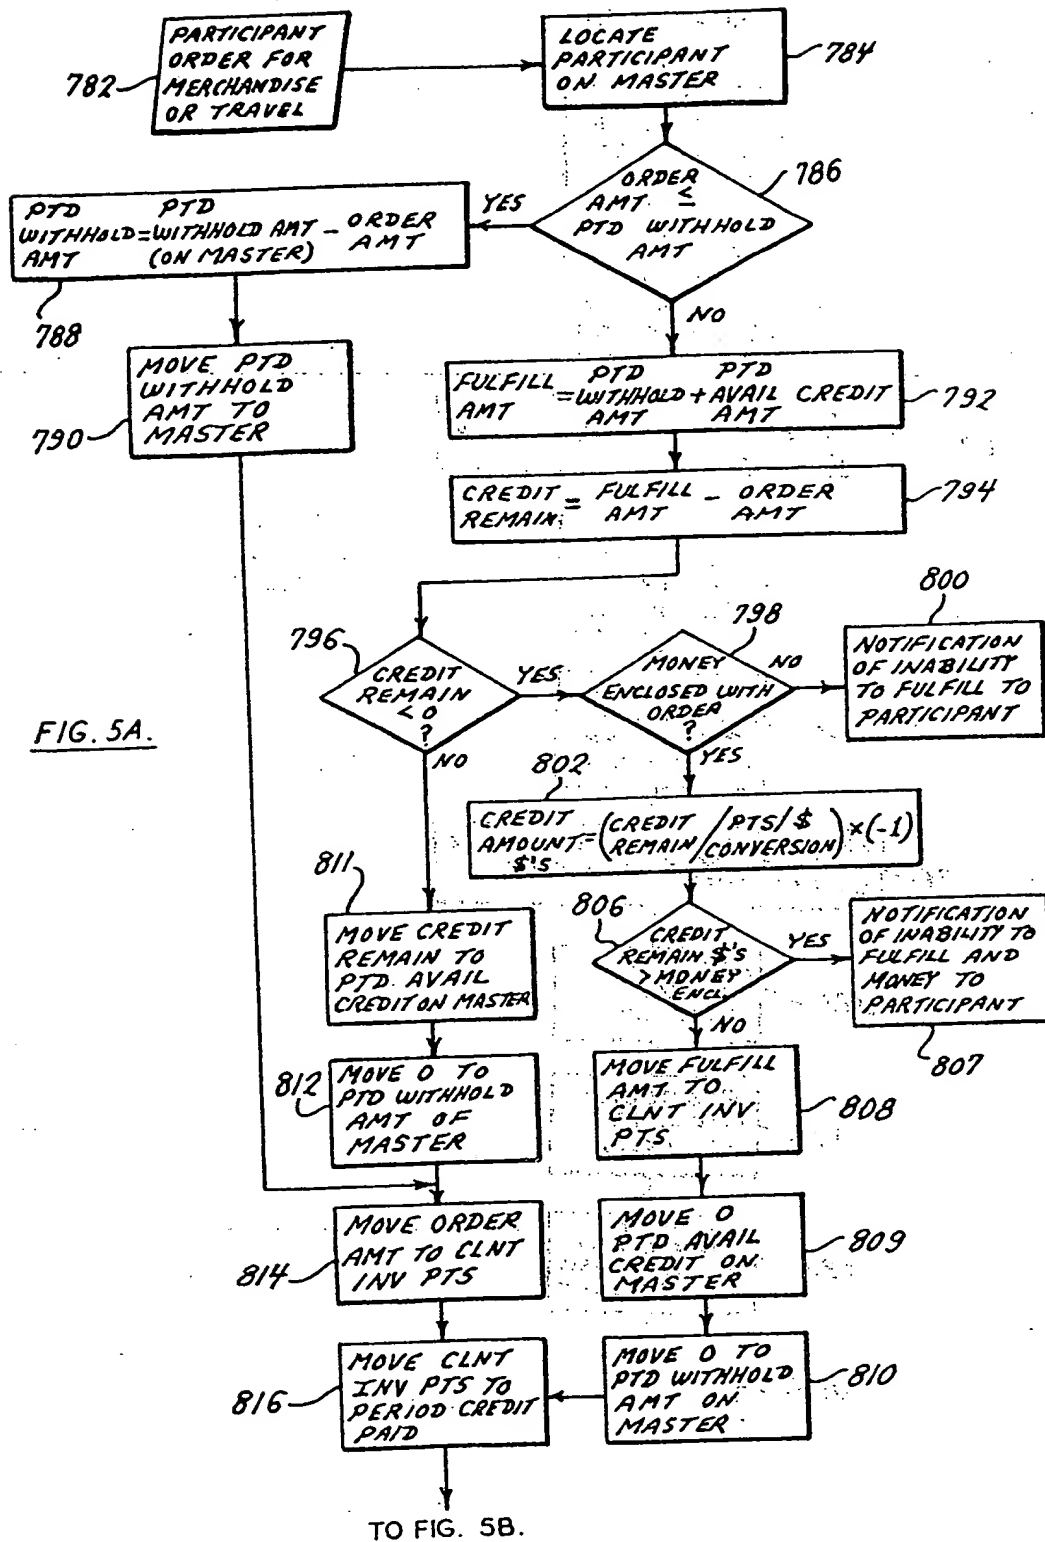 PARTICIPANT
ORDER FOR
MERCHANDISE
OR TRAVEL
782
LOCATE
PARTICIPANT
ON MASTER
784
ORDER
AMT ≤
PTD WITHHOLD
AMT
786
YES
NO
PTD PTD
WITHHOLD=WITHHOLD AMT - ORDER
AMT (ON MASTER) AMT
788
MOVE PTD
WITHHOLD
AMT TO
MASTER
790
FULFILL PTD PTD
AMT =WITHHOLD + AVAIL CREDIT
AMT AMT
792
CREDIT = FULFILL - ORDER
REMAIN AMT AMT
794
796
CREDIT
REMAIN
<0
?
YES
NO
798
MONEY
ENCLOSED WITH
ORDER
?
NO
YES
800
NOTIFICATION
OF INABILITY
TO FULFILL TO
PARTICIPANT
FIG. 5A.
802
CREDIT
AMOUNT=(CREDIT REMAIN/PTS/$ CONVERSION)×(-1)
$'S
806
CREDIT
REMAIN $'S
>MONEY
ENCL.
YES
NO
NOTIFICATION
OF INABILITY TO
FULFILL AND
MONEY TO
PARTICIPANT
807
811
MOVE CREDIT
REMAIN TO
PTD AVAIL
CREDIT ON MASTER
812
MOVE 0 TO
PTD WITHHOLD
AMT OF
MASTER
MOVE FULFILL
AMT TO
CLNT INV
PTS
808
MOVE 0
PTD AVAIL
CREDIT ON
MASTER
809
MOVE ORDER
AMT TO CLNT
INV PTS
814
MOVE CLNT
INV PTS TO
PERIOD CREDIT
PAID
816
MOVE 0 TO
PTD WITHHOLD
AMT ON
MASTER
810
TO FIG. 5B.